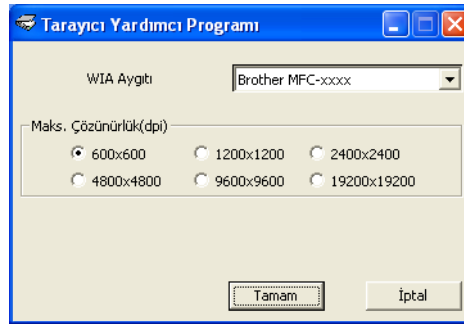 Tarayıcı Yardımcı Programı
WIA Aygıtı
Brother MFC-xxxx
Maks. Çözünürlük(dpi)
600x600 1200x1200 2400x2400
4800x4800 9600x9600 19200x19200
Tamam İptal